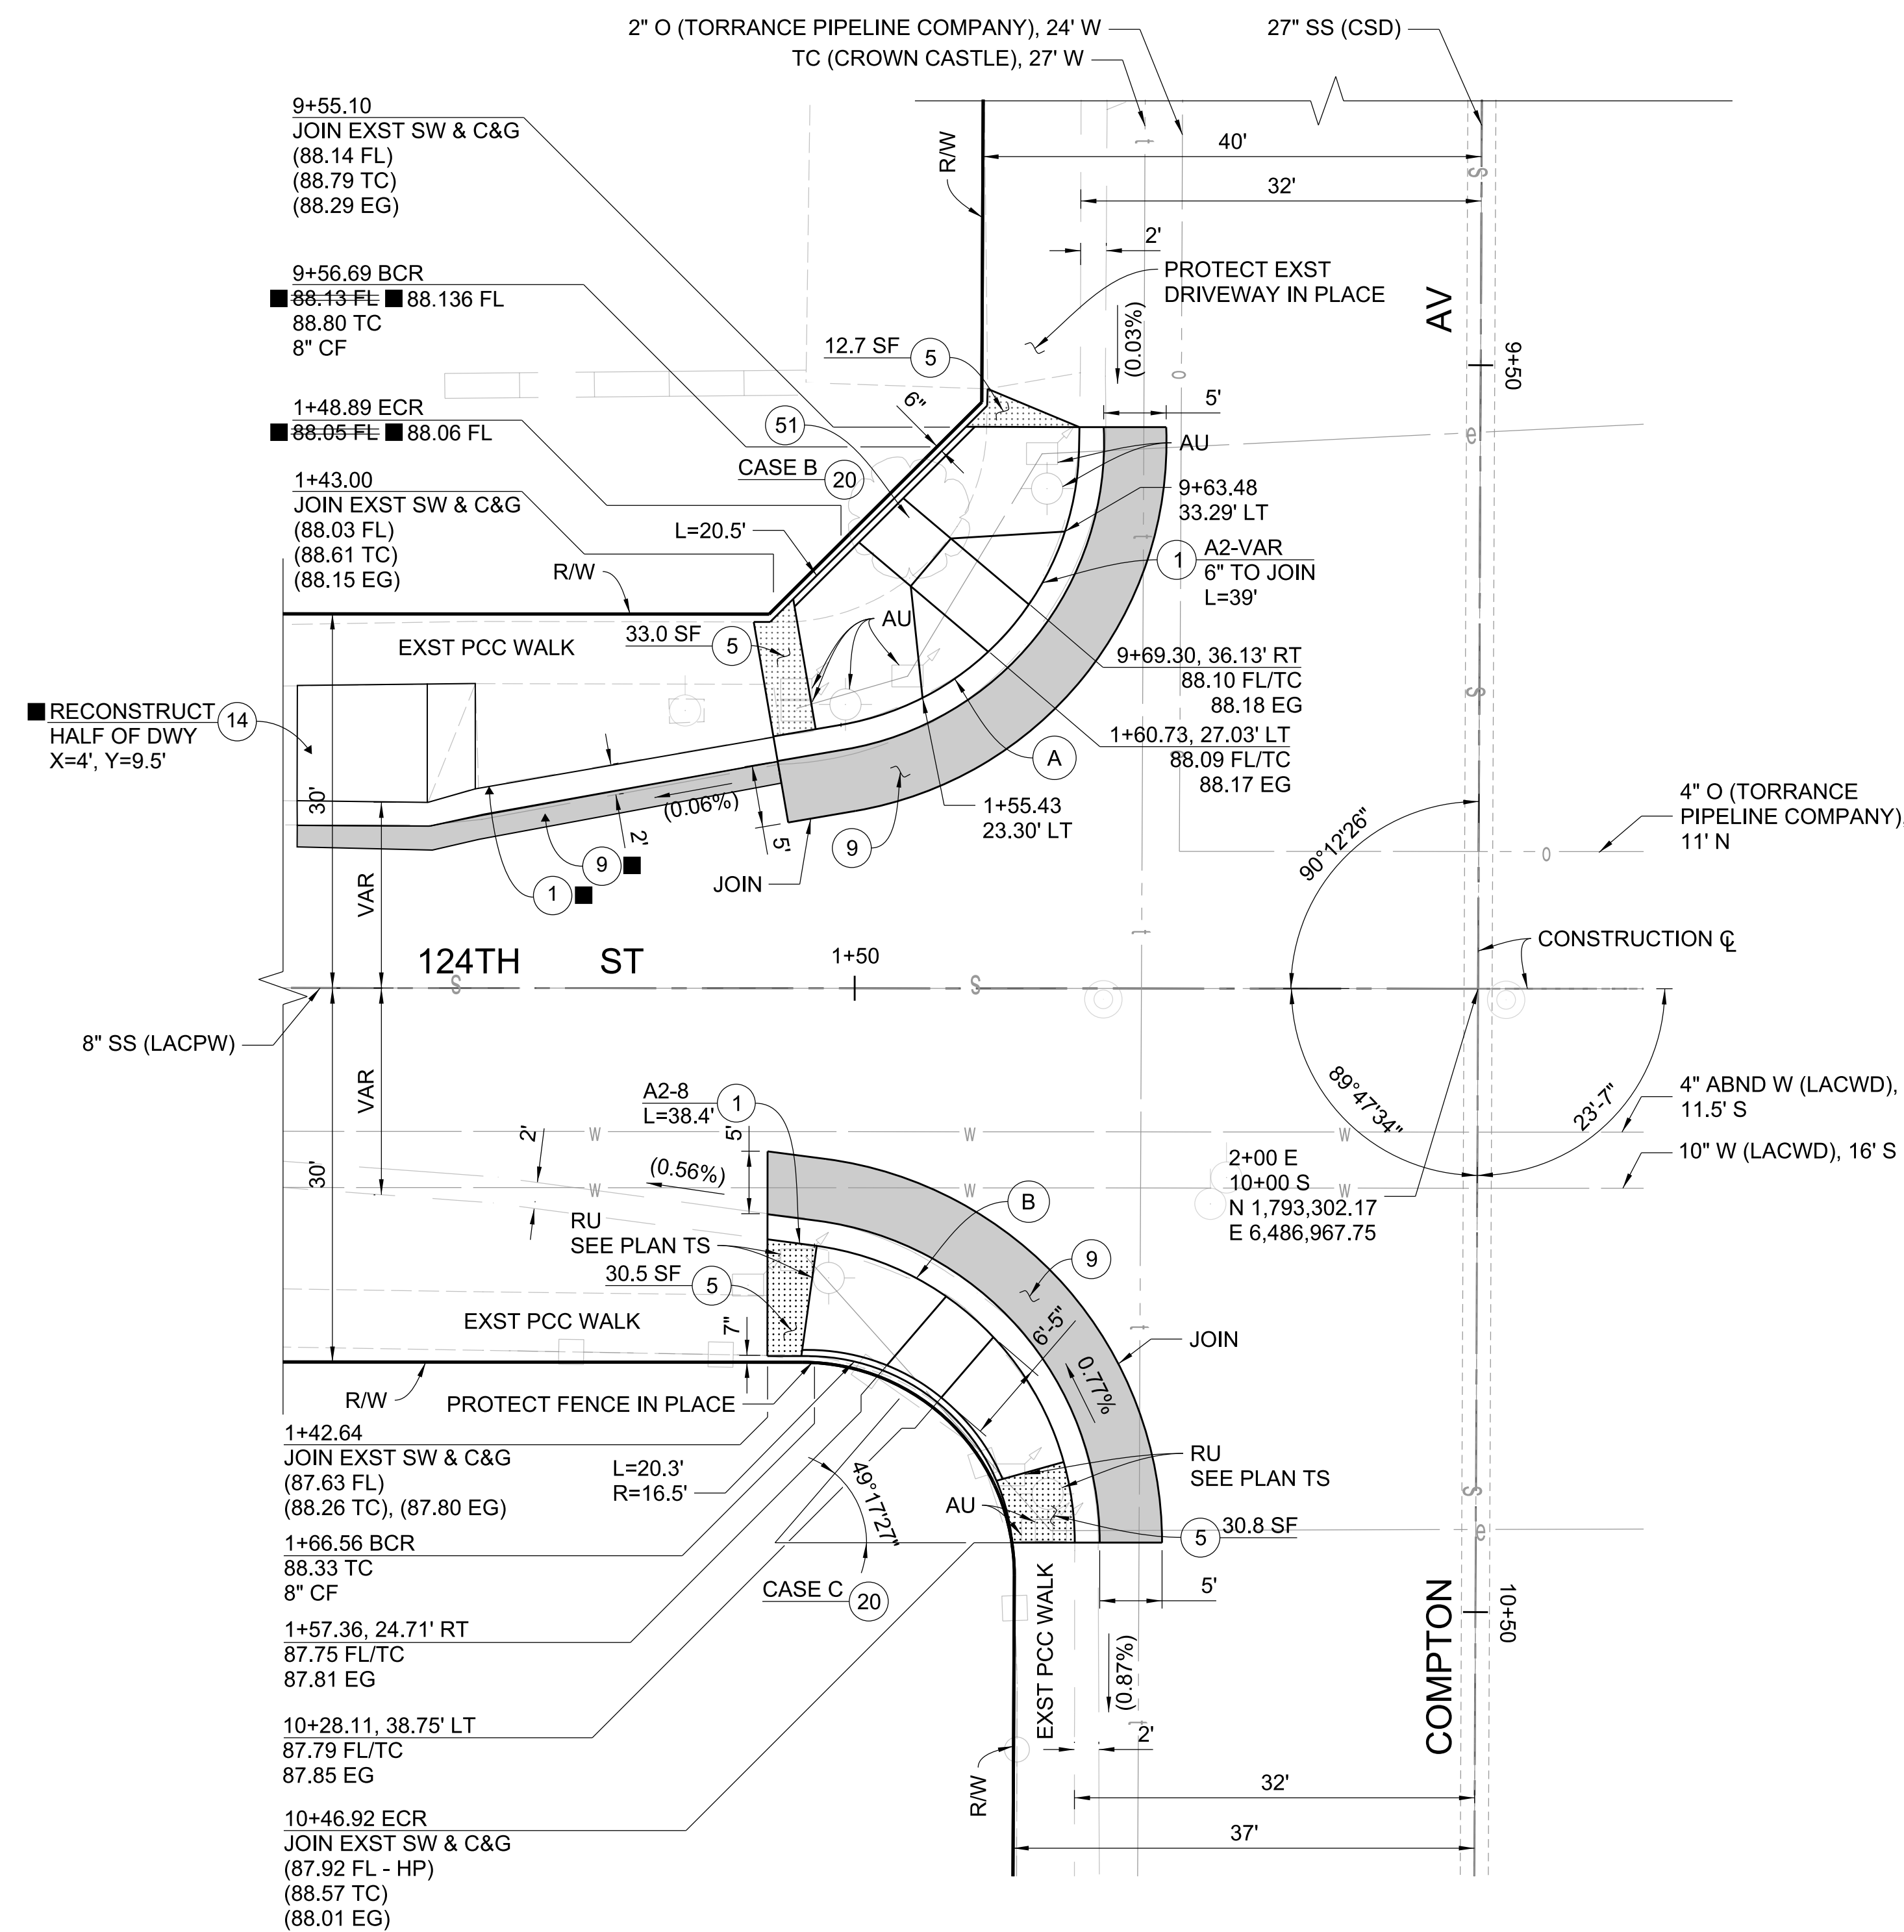 2" O (TORRANCE PIPELINE COMPANY), 24' W
TC (CROWN CASTLE), 27' W
27" SS (CSD)
9+55.10
JOIN EXST SW & C&G
(88.14 FL)
(88.79 TC)
(88.29 EG)
9+56.69 BCR
88.13 FL 88.136 FL
88.80 TC
8" CF
1+48.89 ECR
88.05 FL 88.06 FL
1+43.00
JOIN EXST SW & C&G
(88.03 FL)
(88.61 TC)
(88.15 EG)
R/W
40'
32'
2'
PROTECT EXST
DRIVEWAY IN PLACE
(0.03%)
AV
9+50
12.7 SF 5
6"
51
CASE B 20
L=20.5'
R/W
5'
AU
9+63.48
33.29' LT
1 A2-VAR
6" TO JOIN
L=39'
EXST PCC WALK
33.0 SF 5
AU
9+69.30, 36.13' RT
88.10 FL/TC
88.18 EG
1+60.73, 27.03' LT
88.09 FL/TC
88.17 EG
A
RECONSTRUCT 14
HALF OF DWY
X=4', Y=9.5'
30'
(0.06%)
2'
5'
9
1
9
JOIN
1+55.43
23.30' LT
VAR
4" O (TORRANCE
PIPELINE COMPANY),
11' N
90°12'26"
CONSTRUCTION ℄
124TH ST
1+50
8" SS (LACPW)
VAR
30'
89°47'34"
23'-7"
4" ABND W (LACWD),
11.5' S
10" W (LACWD), 16' S
2+00 E
10+00 S
N 1,793,302.17
E 6,486,967.75
A2-8 1
L=38.4'
2'
5'
(0.56%)
RU
SEE PLAN TS
30.5 SF 5
B
9
EXST PCC WALK
7"
6'-5"
0.77%
JOIN
R/W
PROTECT FENCE IN PLACE
RU
SEE PLAN TS
1+42.64
JOIN EXST SW & C&G
(87.63 FL)
(88.26 TC), (87.80 EG)
L=20.3'
R=16.5'
49°17'27"
AU
5 30.8 SF
1+66.56 BCR
88.33 TC
8" CF
CASE C 20
5'
1+57.36, 24.71' RT
87.75 FL/TC
87.81 EG
10+28.11, 38.75' LT
87.79 FL/TC
87.85 EG
10+46.92 ECR
JOIN EXST SW & C&G
(87.92 FL - HP)
(88.57 TC)
(88.01 EG)
EXST PCC WALK
(0.87%)
2'
R/W
32'
37'
COMPTON
10+50